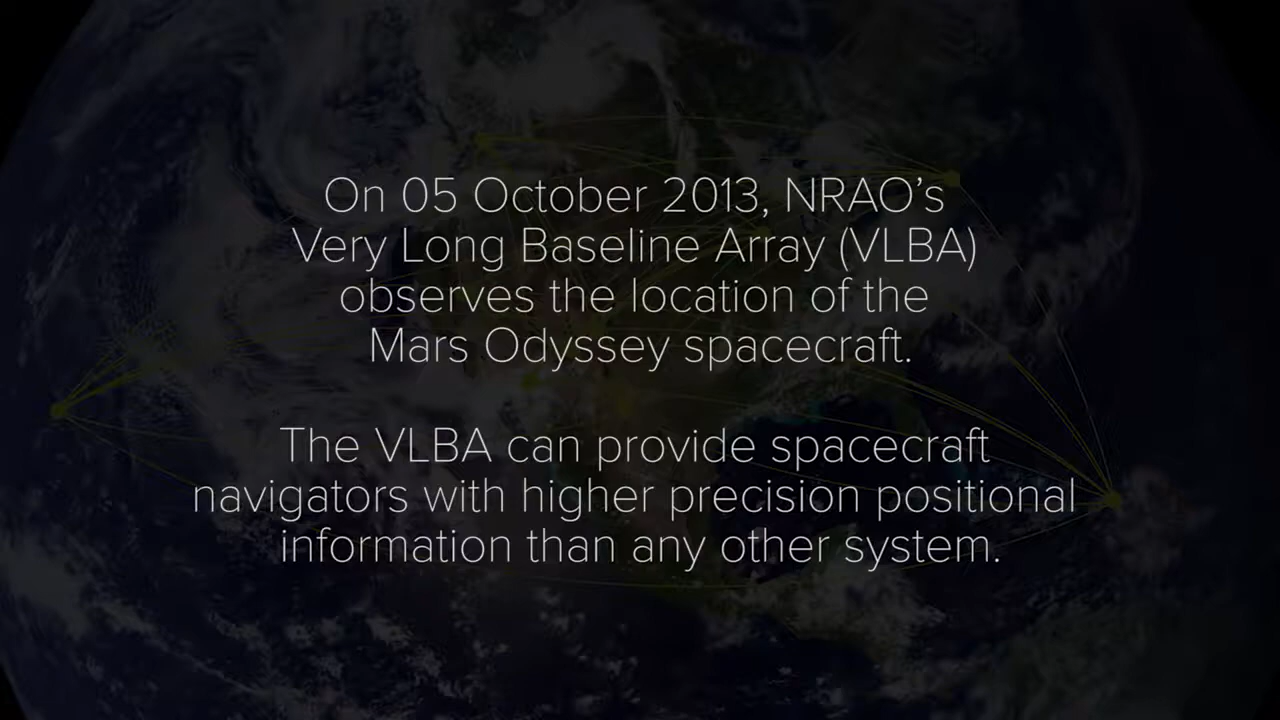 On 05 October 2013, NRAO’s
Very Long Baseline Array (VLBA)
observes the location of the
Mars Odyssey spacecraft.
The VLBA can provide spacecraft
navigators with higher precision positional
information than any other system.